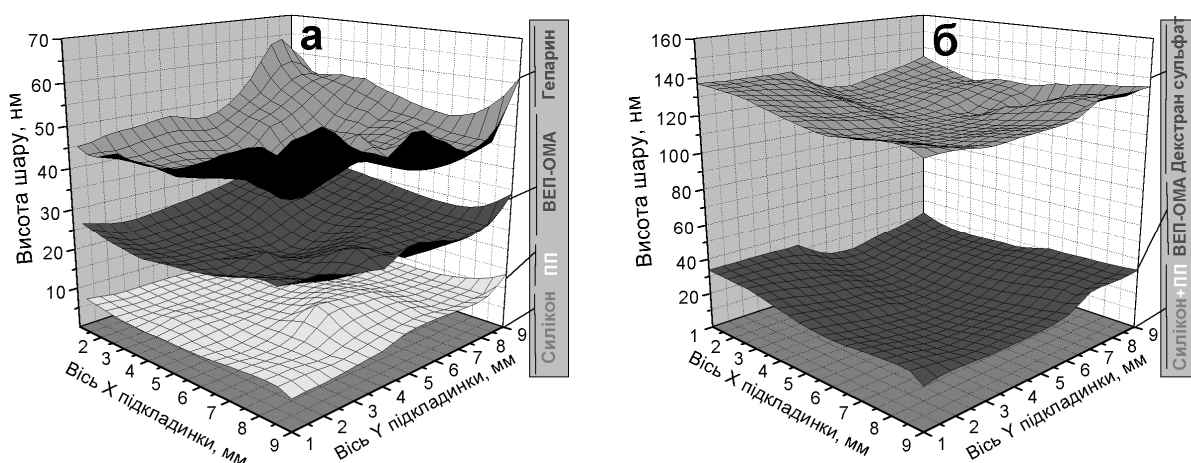 а
70
60
50
40
30
20
10
Висота шару, нм
2 3 4 5 6 7 8 9
Вісь X підкладинки, мм
1 2 3 4 5 6 7 8 9
Вісь Y підкладинки, мм
Силікон ПП ВЕП-ОМА Гепарин
б
160
140
120
100
80
60
40
20
Висота шару, нм
1 2 3 4 5 6 7 8 9
Вісь X підкладинки, мм
1 2 3 4 5 6 7 8 9
Вісь Y підкладинки, мм
Силікон+ПП ВЕП-ОМА Декстран сульфат